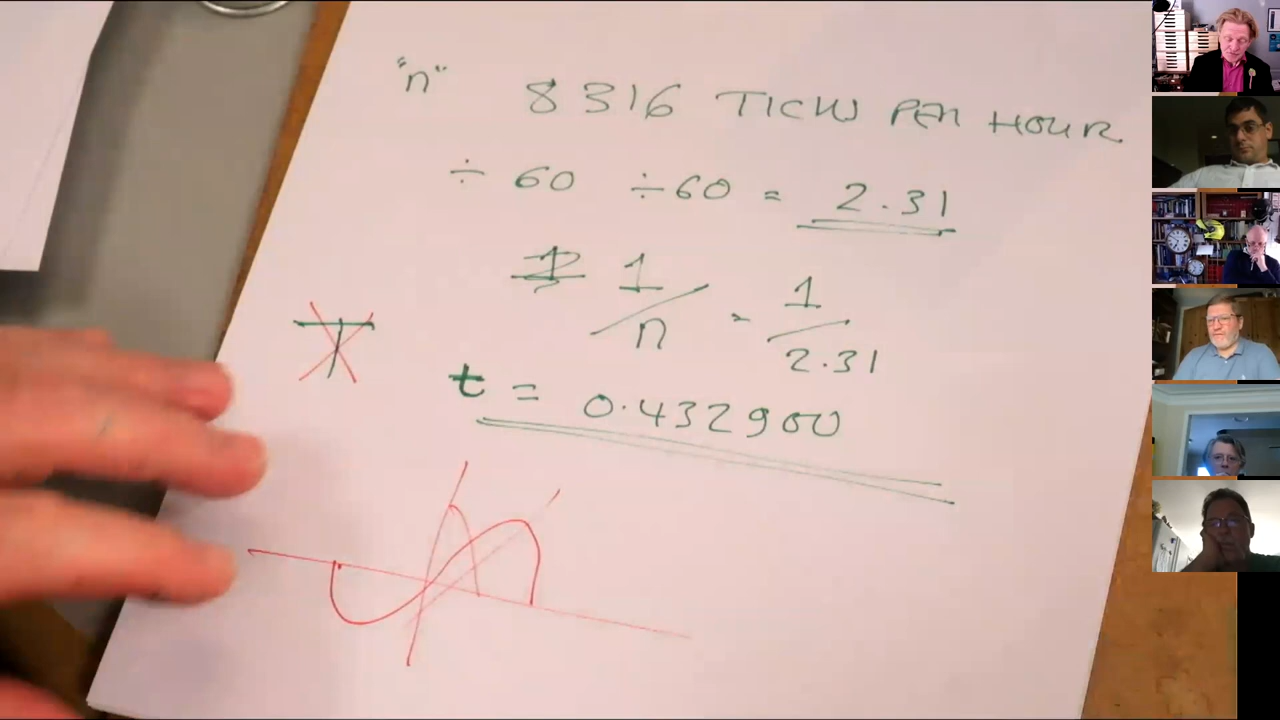 "n" 8316 TICKS PER HOUR
÷ 60 ÷60 = 2.31
1/n = 1/2.31
T
t = 0.432900